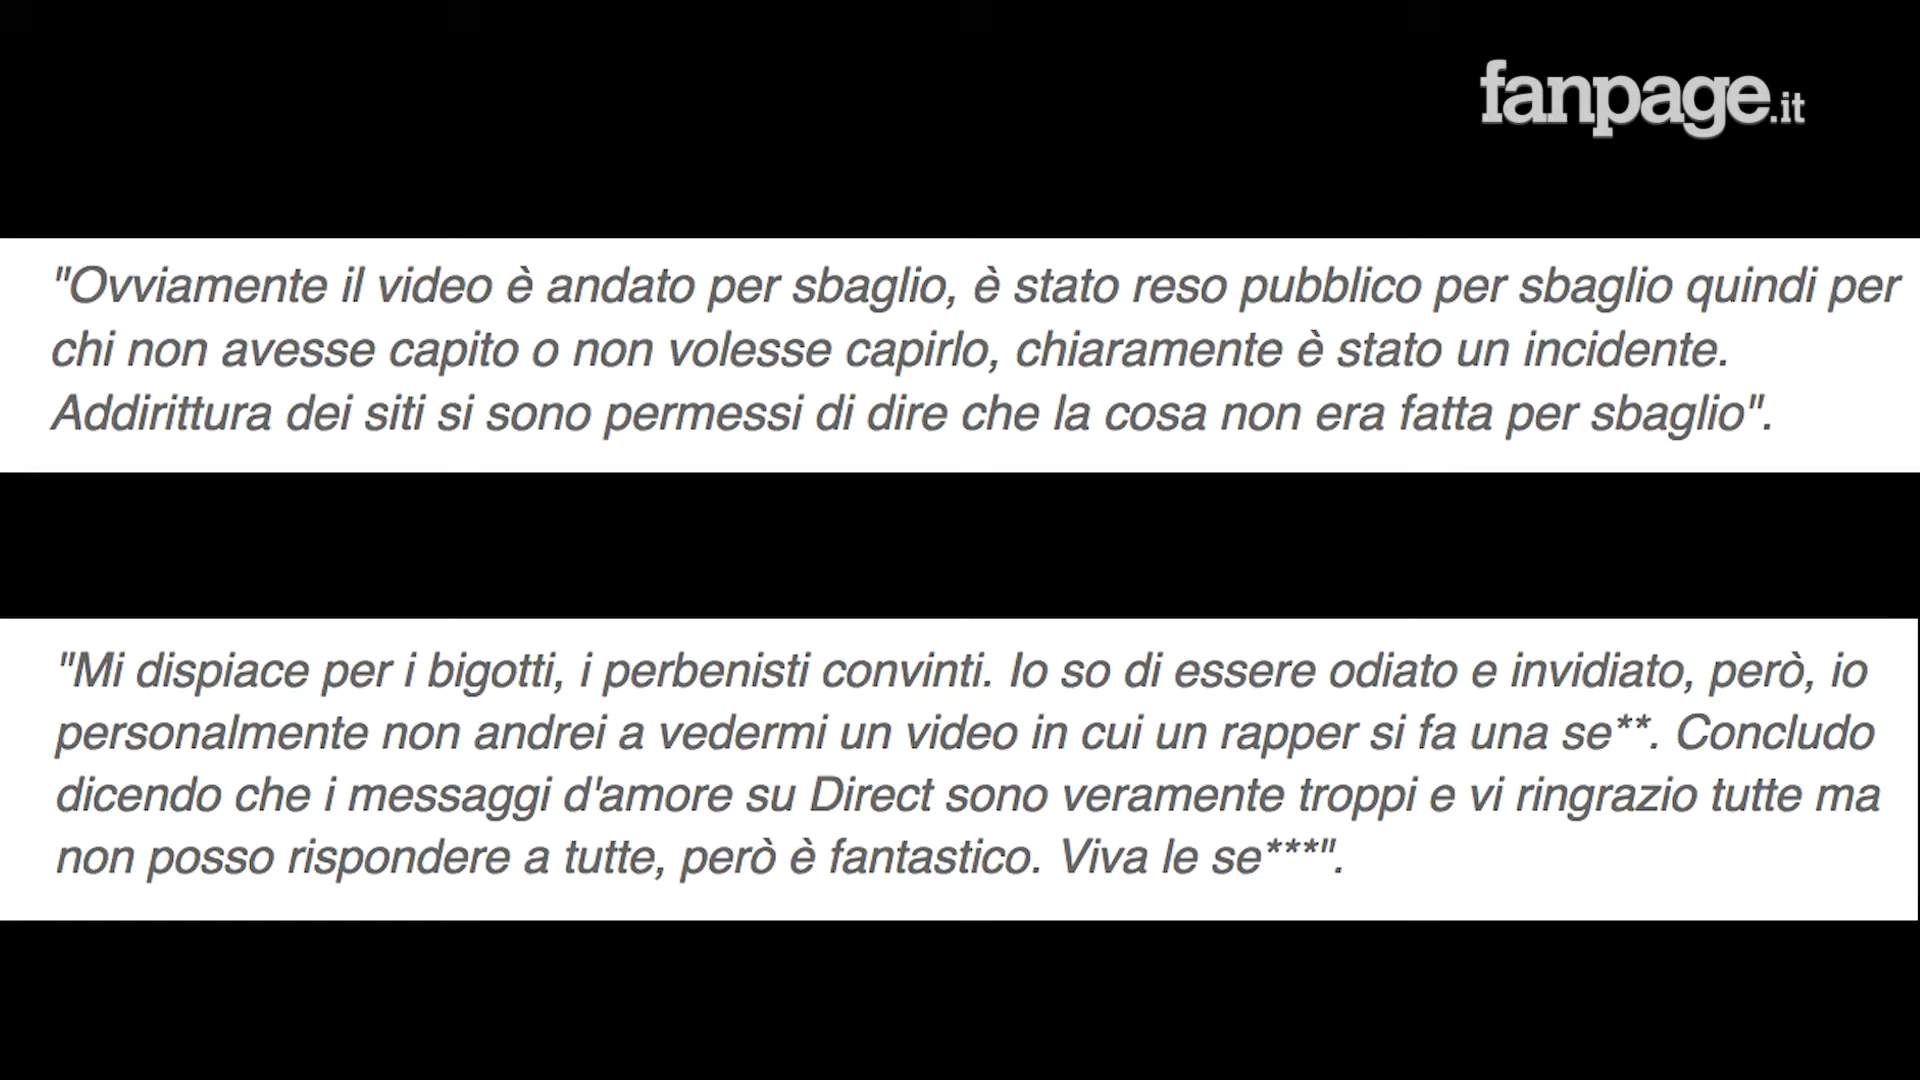 fanpage.it
"Ovviamente il video è andato per sbaglio, è stato reso pubblico per sbaglio quindi per
chi non avesse capito o non volesse capirlo, chiaramente è stato un incidente.
Addirittura dei siti si sono permessi di dire che la cosa non era fatta per sbaglio".
"Mi dispiace per i bigotti, i perbenisti convinti. Io so di essere odiato e invidiato, però, io
personalmente non andrei a vedermi un video in cui un rapper si fa una se**. Concludo
dicendo che i messaggi d'amore su Direct sono veramente troppi e vi ringrazio tutte ma
non posso rispondere a tutte, però è fantastico. Viva le se***".